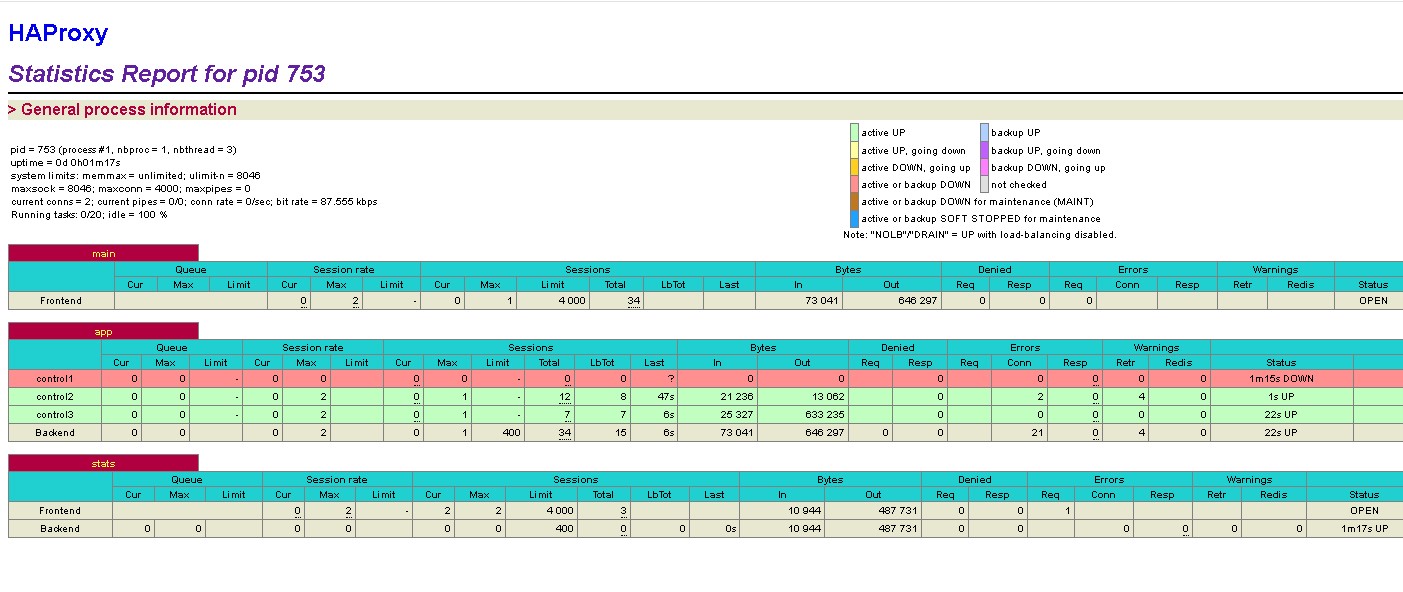 HAProxy
Statistics Report for pid 753
> General process information
pid = 753 (process #1, nbproc = 1, nbthread = 3)
uptime = 0d 0h01m17s
system limits: memmax = unlimited; ulimit-n = 8046
maxsock = 8046; maxconn = 4000; maxpipes = 0
current conns = 2; current pipes = 0/0; conn rate = 0/sec; bit rate = 87.555 kbps
Running tasks: 0/20; idle = 100 %
active UP backup UP
active UP, going down backup UP, going down
active DOWN, going up backup DOWN, going up
active or backup DOWN not checked
active or backup DOWN for maintenance (MAINT)
active or backup SOFT STOPPED for maintenance
Note: "NOLB"/"DRAIN" = UP with load-balancing disabled.
main
Queue Session rate Sessions Bytes Denied Errors Warnings
Cur Max Limit Cur Max Limit Cur Max Limit Total LbTot Last In Out Req Resp Req Conn Resp Retr Redis Status
Frontend 0 2 - 0 1 4 000 34 73 041 646 297 0 0 0 OPEN
app
Queue Session rate Sessions Bytes Denied Errors Warnings
Cur Max Limit Cur Max Limit Cur Max Limit Total LbTot Last In Out Req Resp Req Conn Resp Retr Redis Status
control1 0 0 - 0 0 0 0 - 0 0 ? 0 0 0 0 0 0 0 1m15s DOWN
control2 0 0 - 0 2 0 1 - 12 8 47s 21 236 13 062 0 2 0 4 0 1s UP
control3 0 0 - 0 2 0 1 - 7 7 6s 25 327 633 235 0 0 0 0 0 22s UP
Backend 0 0 0 2 0 1 400 34 15 6s 73 041 646 297 0 0 21 0 4 0 22s UP
stats
Queue Session rate Sessions Bytes Denied Errors Warnings
Cur Max Limit Cur Max Limit Cur Max Limit Total LbTot Last In Out Req Resp Req Conn Resp Retr Redis Status
Frontend 0 2 - 2 2 4 000 3 10 944 487 731 0 0 1 OPEN
Backend 0 0 0 0 0 0 400 0 0 0s 10 944 487 731 0 0 0 0 0 0 1m17s UP